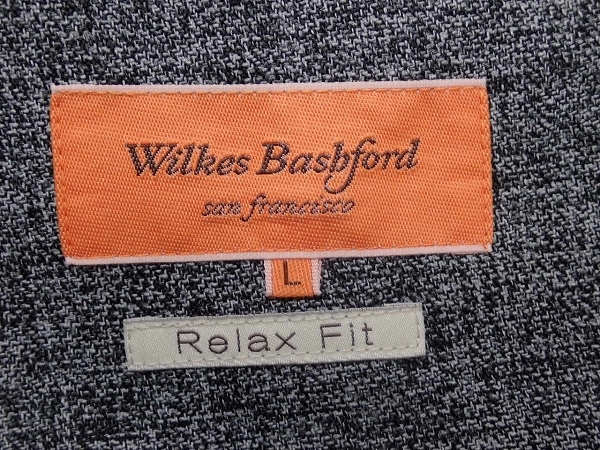 Wilkes Bashford
san francisco
L
Relax Fit